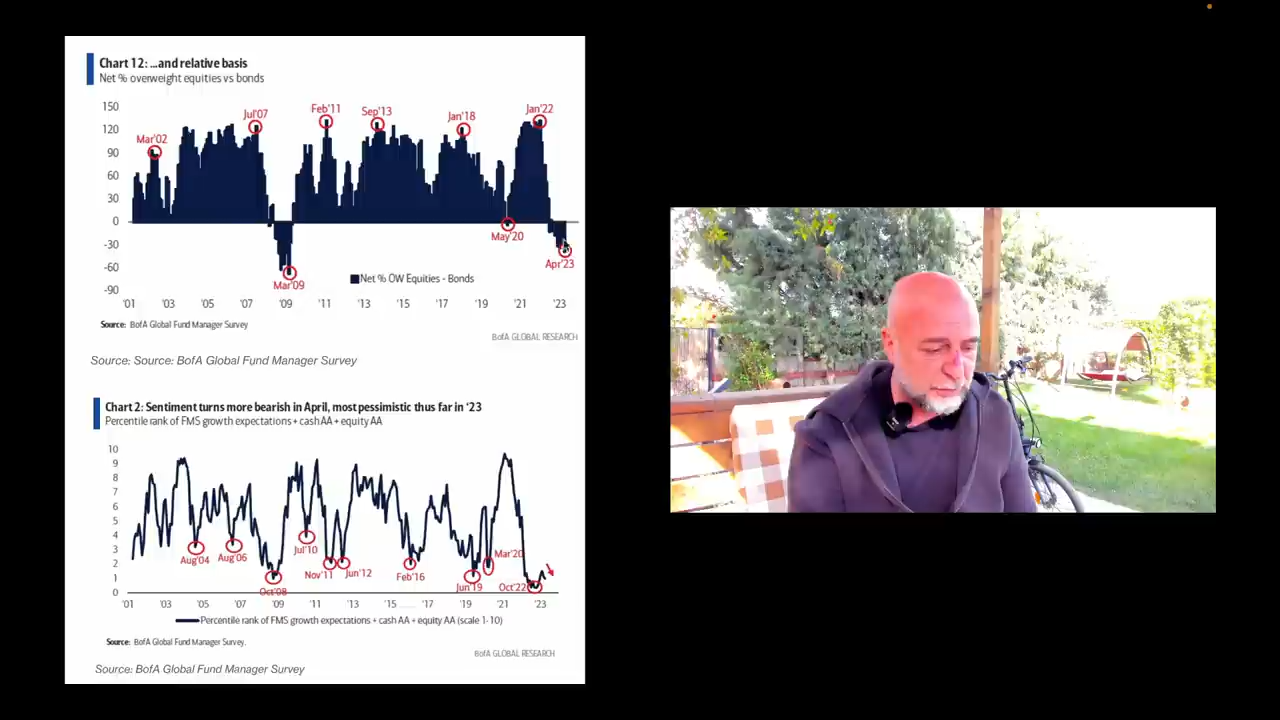 Chart 12: ...and relative basis
Net % overweight equities vs bonds
150
120
90
60
30
0
-30
-60
-90
Mar'02
Jul'07
Feb'11
Sep'13
Jan'18
Jan'22
May'20
Apr'23
Mar'09
Net % OW Equities - Bonds
'01 '03 '05 '07 '09 '11 '13 '15 '17 '19 '21 '23
Source: BofA Global Fund Manager Survey
BofA GLOBAL RESEARCH
Source: Source: BofA Global Fund Manager Survey
Chart 2: Sentiment turns more bearish in April, most pessimistic thus far in '23
Percentile rank of FMS growth expectations + cash AA + equity AA
10
9
8
7
6
5
4
3
2
1
0
Aug'04
Aug'06
Oct'08
Jul'10
Nov'11
Jun'12
Feb'16
Jun'19
Mar'20
Oct'22
'01 '03 '05 '07 '09 '11 '13 '15 '17 '19 '21 '23
Percentile rank of FMS growth expectations + cash AA + equity AA (scale 1-10)
Source: BofA Global Fund Manager Survey.
BofA GLOBAL RESEARCH
Source: BofA Global Fund Manager Survey